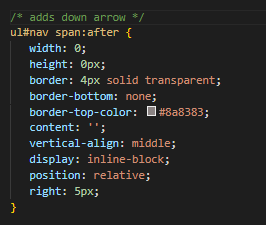 /* adds down arrow */
ul#nav span:after {
width: 0;
height: 0px;
border: 4px solid transparent;
border-bottom: none;
border-top-color: #8a8383;
content: '';
vertical-align: middle;
display: inline-block;
position: relative;
right: 5px;
}